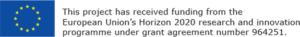 This project has received funding from the
European Union's Horizon 2020 research and innovation
programme under grant agreement number 964251.